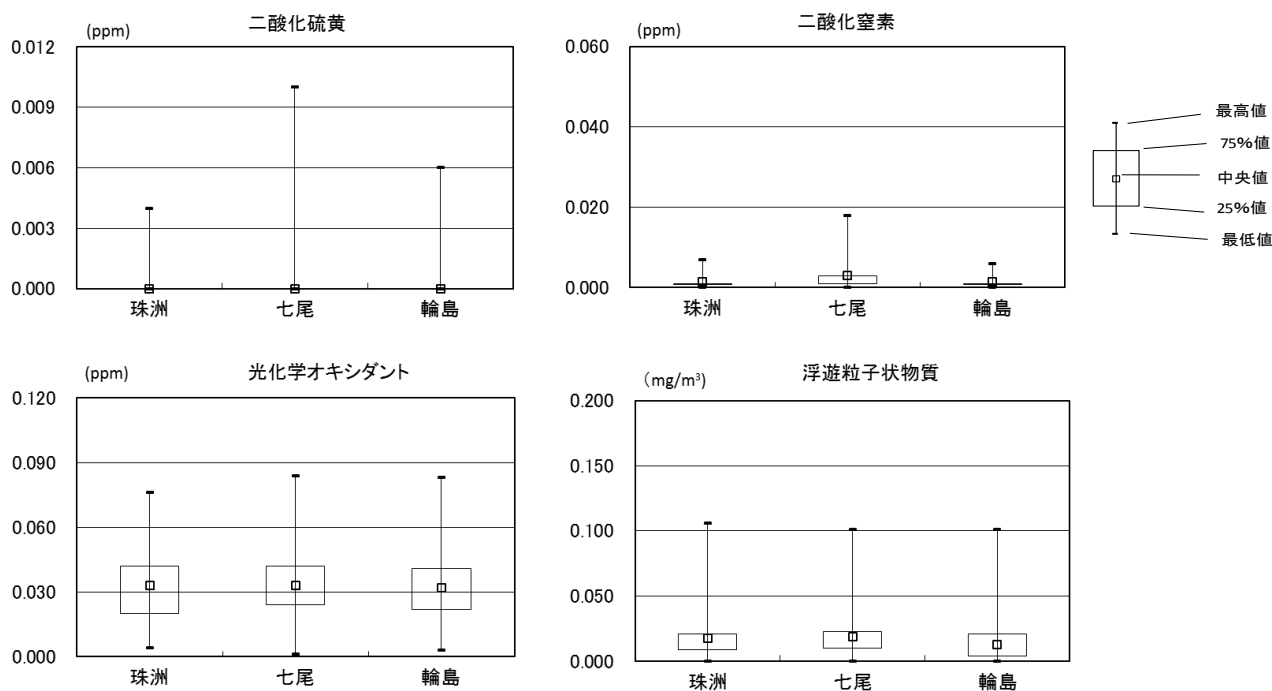 二酸化硫黄
(ppm)
0.012
0.009
0.006
0.003
0.000
珠洲 七尾 輪島
二酸化窒素
(ppm)
0.060
0.040
0.020
0.000
珠洲 七尾 輪島
最高値
75%値
中央値
25%値
最低値
光化学オキシダント
(ppm)
0.120
0.090
0.060
0.030
0.000
珠洲 七尾 輪島
浮遊粒子状物質
(mg/m³)
0.200
0.150
0.100
0.050
0.000
珠洲 七尾 輪島